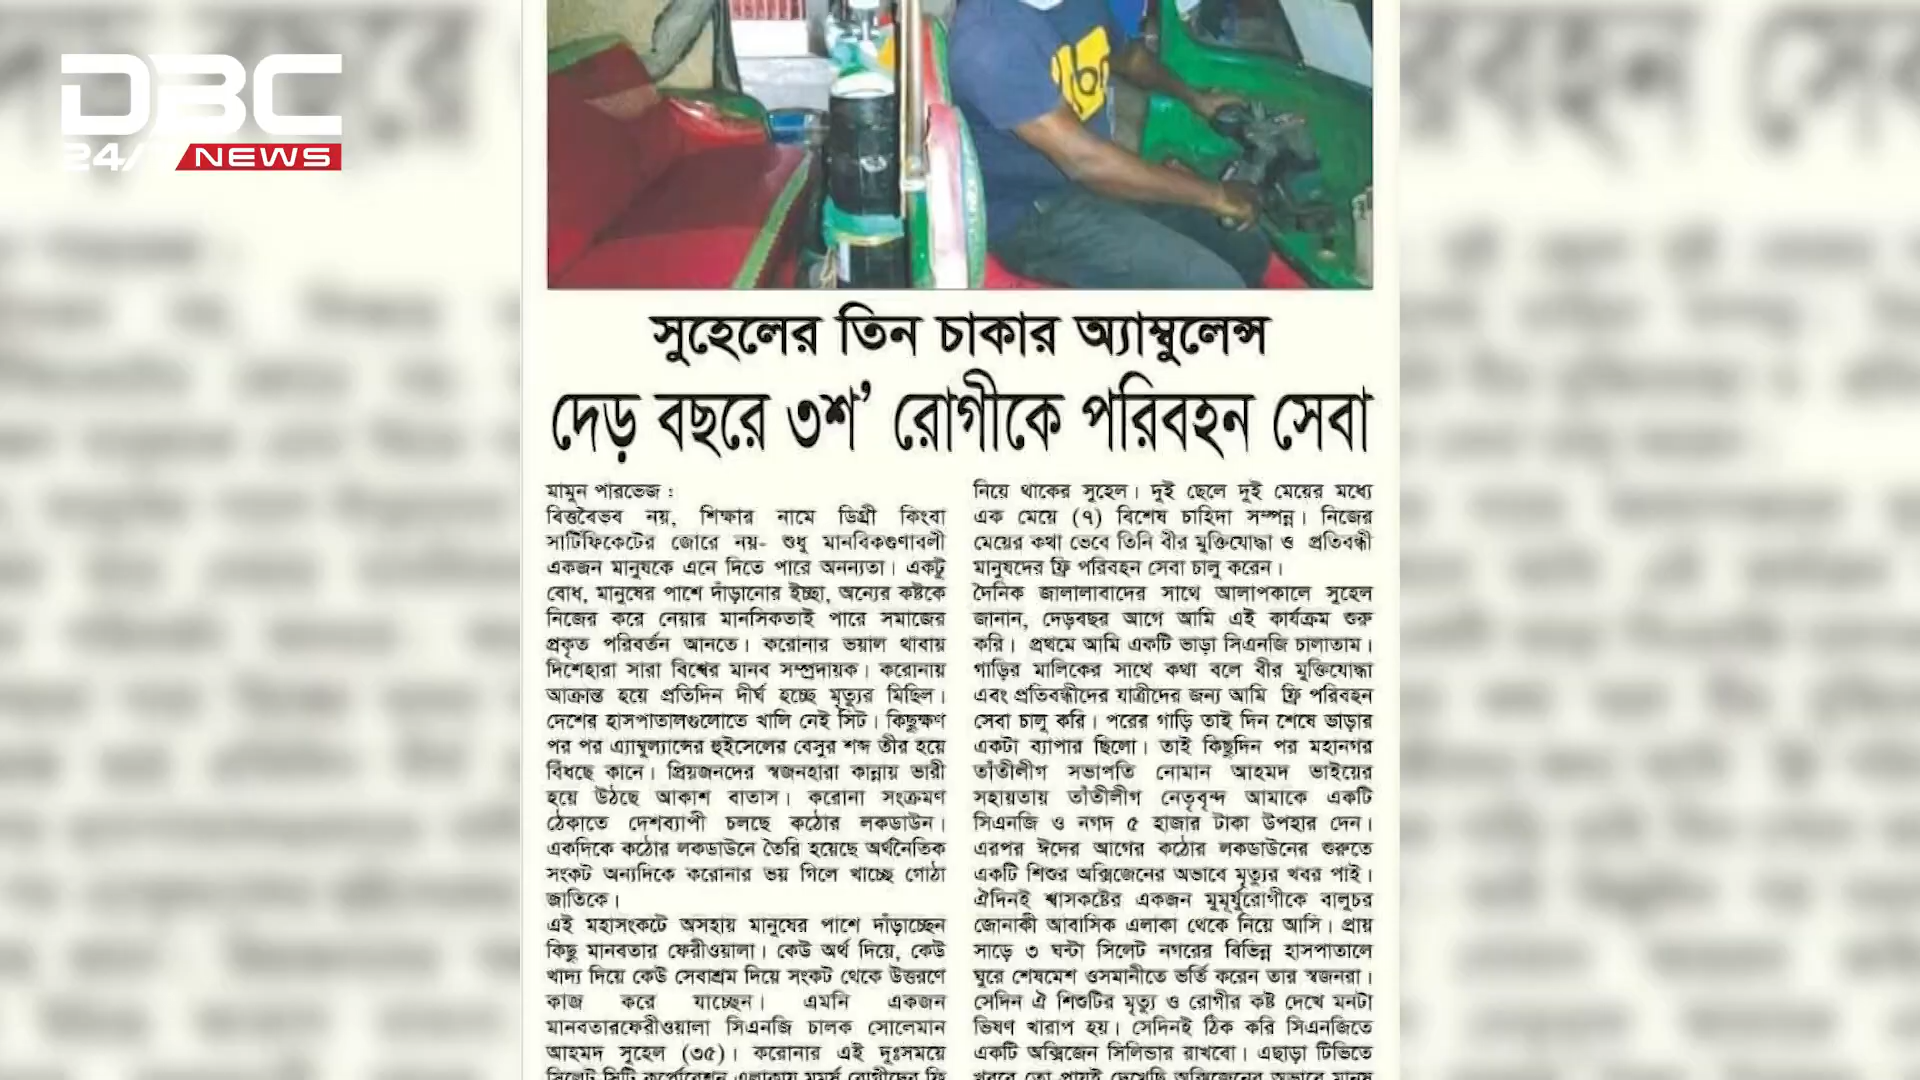 DBC
24/7 NEWS
সুহেলের তিন চাকার অ্যাম্বুলেন্স
দেড় বছরে ৩শ’ রোগীকে পরিবহন সেবা
মামুন পারভেজ :
বিত্তবৈভব নয়, শিক্ষার নামে ডিগ্রী কিংবা
সার্টিফিকেটের জোরে নয়- শুধু মানবিকগুণাবলী
একজন মানুষকে এনে দিতে পারে অনন্যতা। একটু
বোধ, মানুষের পাশে দাঁড়ানোর ইচ্ছা, অন্যের কষ্টকে
নিজের করে নেয়ার মানসিকতাই পারে সমাজের
প্রকৃত পরিবর্তন আনতে। করোনার ভয়াল থাবায়
দিশেহারা সারা বিশ্বের মানব সম্প্রদায়ক। করোনায়
আক্রান্ত হয়ে প্রতিদিন দীর্ঘ হচ্ছে মৃত্যুর মিছিল।
দেশের হাসপাতালগুলোতে খালি নেই সিট। কিছুক্ষণ
পর পর এ্যাম্বুল্যান্সের হুইসেলের বেসুর শব্দ তীর হয়ে
বিঁধছে কানে। প্রিয়জনদের স্বজনহারা কান্নায় ভারী
হয়ে উঠছে আকাশ বাতাস। করোনা সংক্রমণ
ঠেকাতে দেশব্যাপী চলছে কঠোর লকডাউন।
একদিকে কঠোর লকডাউনে তৈরি হয়েছে অর্থনৈতিক
সংকট অন্যদিকে করোনার ভয় গিলে খাচ্ছে গোঠা
জাতিকে।
এই মহাসংকটে অসহায় মানুষের পাশে দাঁড়াচ্ছেন
কিছু মানবতার ফেরীওয়ালা। কেউ অর্থ দিয়ে, কেউ
খাদ্য দিয়ে কেউ সেবাশ্রম দিয়ে সংকট থেকে উত্তরণে
কাজ করে যাচ্ছেন। এমনি একজন
মানবতারফেরীওয়ালা সিএনজি চালক সোলেমান
আহমদ সুহেল (৩৫)। করোনার এই দুঃসময়ে
সিলেট সিটি কর্পোরেশন এলাকায় মুমূর্ষ রোগীদের ফ্রি
নিয়ে থাকের সুহেল। দুই ছেলে দুই মেয়ের মধ্যে
এক মেয়ে (৭) বিশেষ চাহিদা সম্পন্ন। নিজের
মেয়ের কথা ভেবে তিনি বীর মুক্তিযোদ্ধা ও প্রতিবন্ধী
মানুষদের ফ্রি পরিবহন সেবা চালু করেন।
দৈনিক জালালাবাদের সাথে আলাপকালে সুহেল
জানান, দেড়বছর আগে আমি এই কার্যক্রম শুরু
করি। প্রথমে আমি একটি ভাড়া সিএনজি চালাতাম।
গাড়ির মালিকের সাথে কথা বলে বীর মুক্তিযোদ্ধা
এবং প্রতিবন্ধীদের যাত্রীদের জন্য আমি ফ্রি পরিবহন
সেবা চালু করি। পরের গাড়ি তাই দিন শেষে ভাড়ার
একটা ব্যাপার ছিলো। তাই কিছুদিন পর মহানগর
তাঁতীলীগ সভাপতি নোমান আহমদ ভাইয়ের
সহায়তায় তাঁতীলীগ নেতৃবৃন্দ আমাকে একটি
সিএনজি ও নগদ ৫ হাজার টাকা উপহার দেন।
এরপর ঈদের আগের কঠোর লকডাউনের শুরুতে
একটি শিশুর অক্সিজেনের অভাবে মৃত্যুর খবর পাই।
ঐদিনই শ্বাসকষ্টের একজন মুমূর্ষুরোগীকে বালুচর
জোনাকী আবাসিক এলাকা থেকে নিয়ে আসি। প্রায়
সাড়ে ৩ ঘন্টা সিলেট নগরের বিভিন্ন হাসপাতালে
ঘুরে শেষমেশ ওসমানীতে ভর্তি করেন তার স্বজনরা।
সেদিন ঐ শিশুটির মৃত্যু ও রোগীর কষ্ট দেখে মনটা
ভিষণ খারাপ হয়। সেদিনই ঠিক করি সিএনজিতে
একটি অক্সিজেন সিলিন্ডার রাখবো। এছাড়া টিভিতে
খবরে তো প্রায়ই দেখেছি অক্সিজেনের অভাবে মানুষ